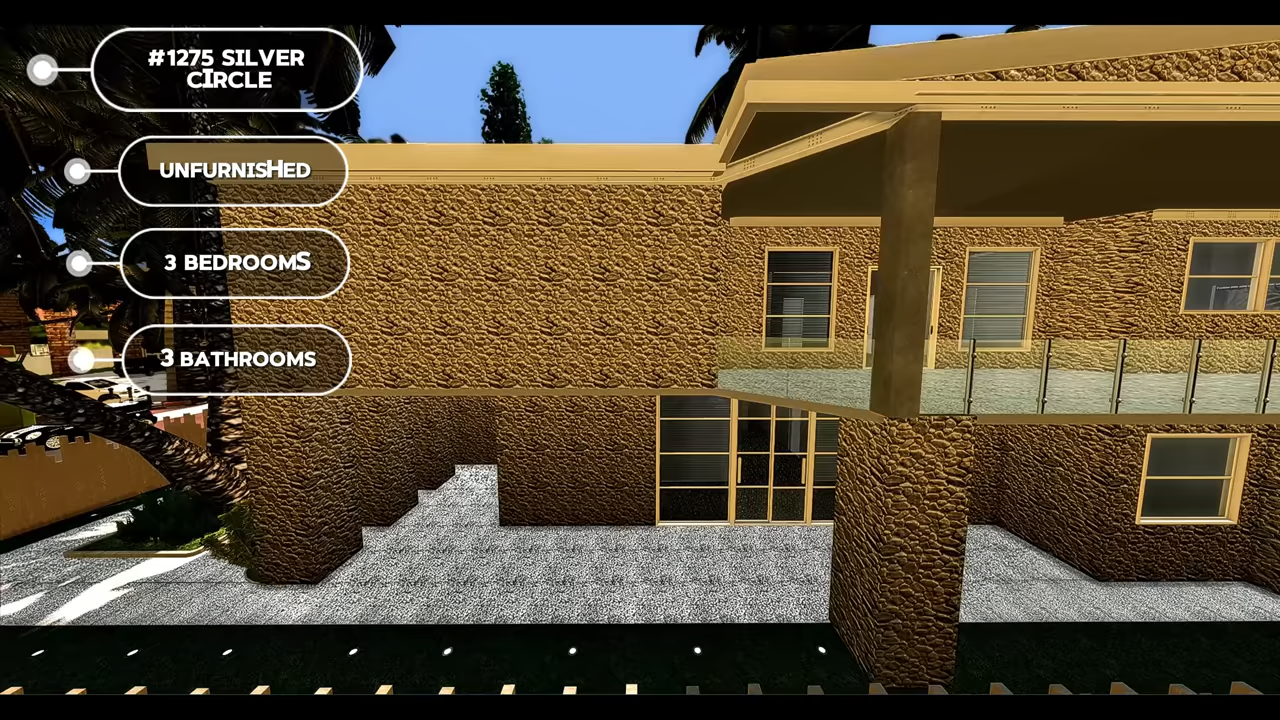 #1275 SILVER
CIRCLE
UNFURNISHED
3 BEDROOMS
3 BATHROOMS